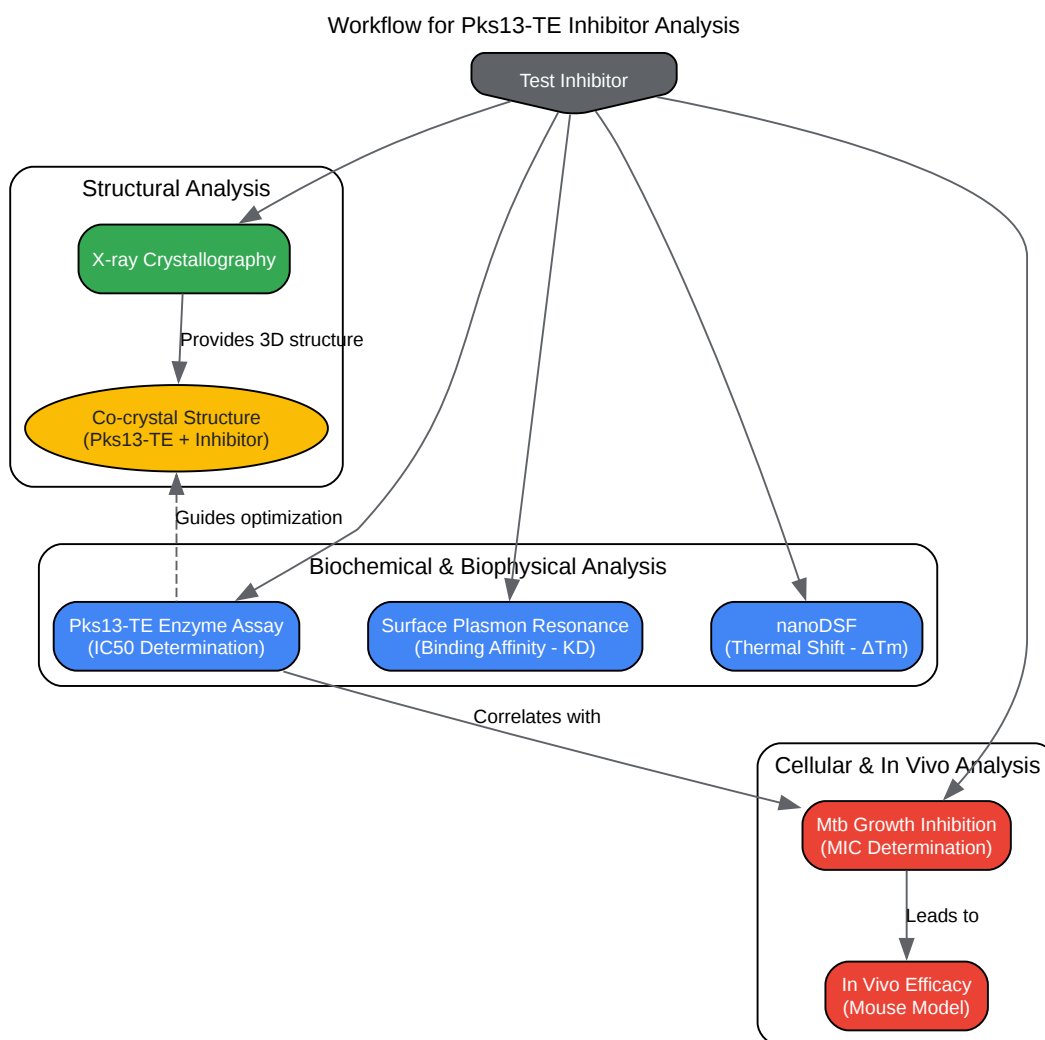 Workflow for Pks13-TE Inhibitor Analysis
Test Inhibitor
Structural Analysis
X-ray Crystallography
Provides 3D structure
Co-crystal Structure
(Pks13-TE + Inhibitor)
Guides optimization
Biochemical & Biophysical Analysis
Pks13-TE Enzyme Assay
(IC50 Determination)
Surface Plasmon Resonance
(Binding Affinity - KD)
nanoDSF
(Thermal Shift - ΔTm)
Correlates with
Cellular & In Vivo Analysis
Mtb Growth Inhibition
(MIC Determination)
Leads to
In Vivo Efficacy
(Mouse Model)